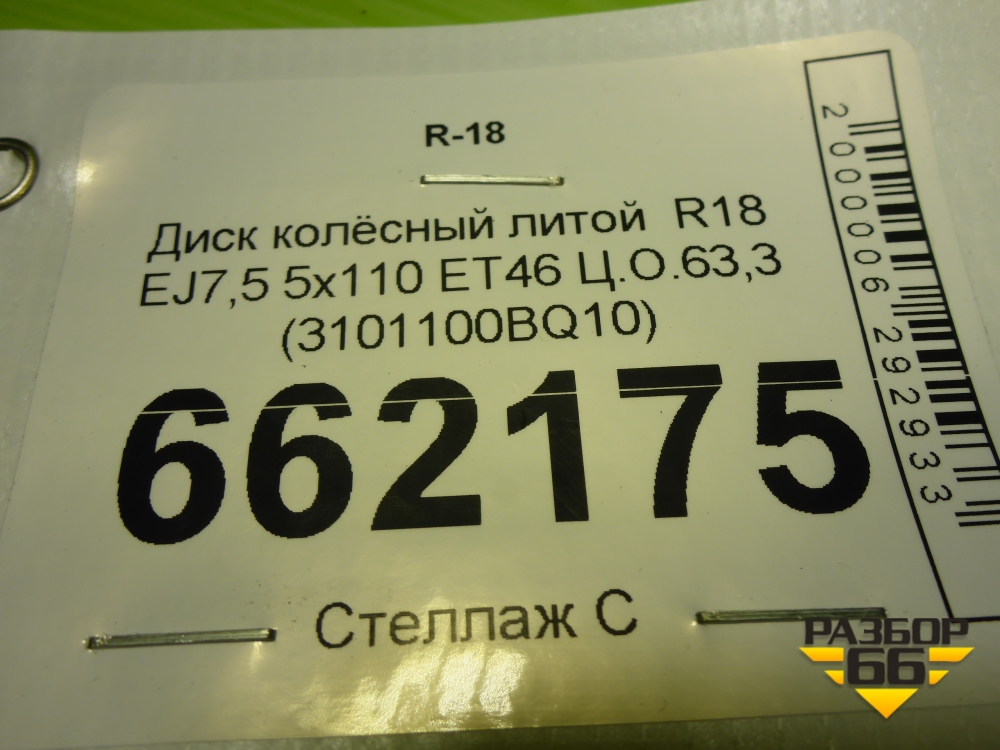 R-18
Диск колёсный литой R18
EJ7,5 5x110 ET46 Ц.О.63,3
(3101100BQ10)
662175
Стеллаж С
2000006292933
РАЗБОР
66